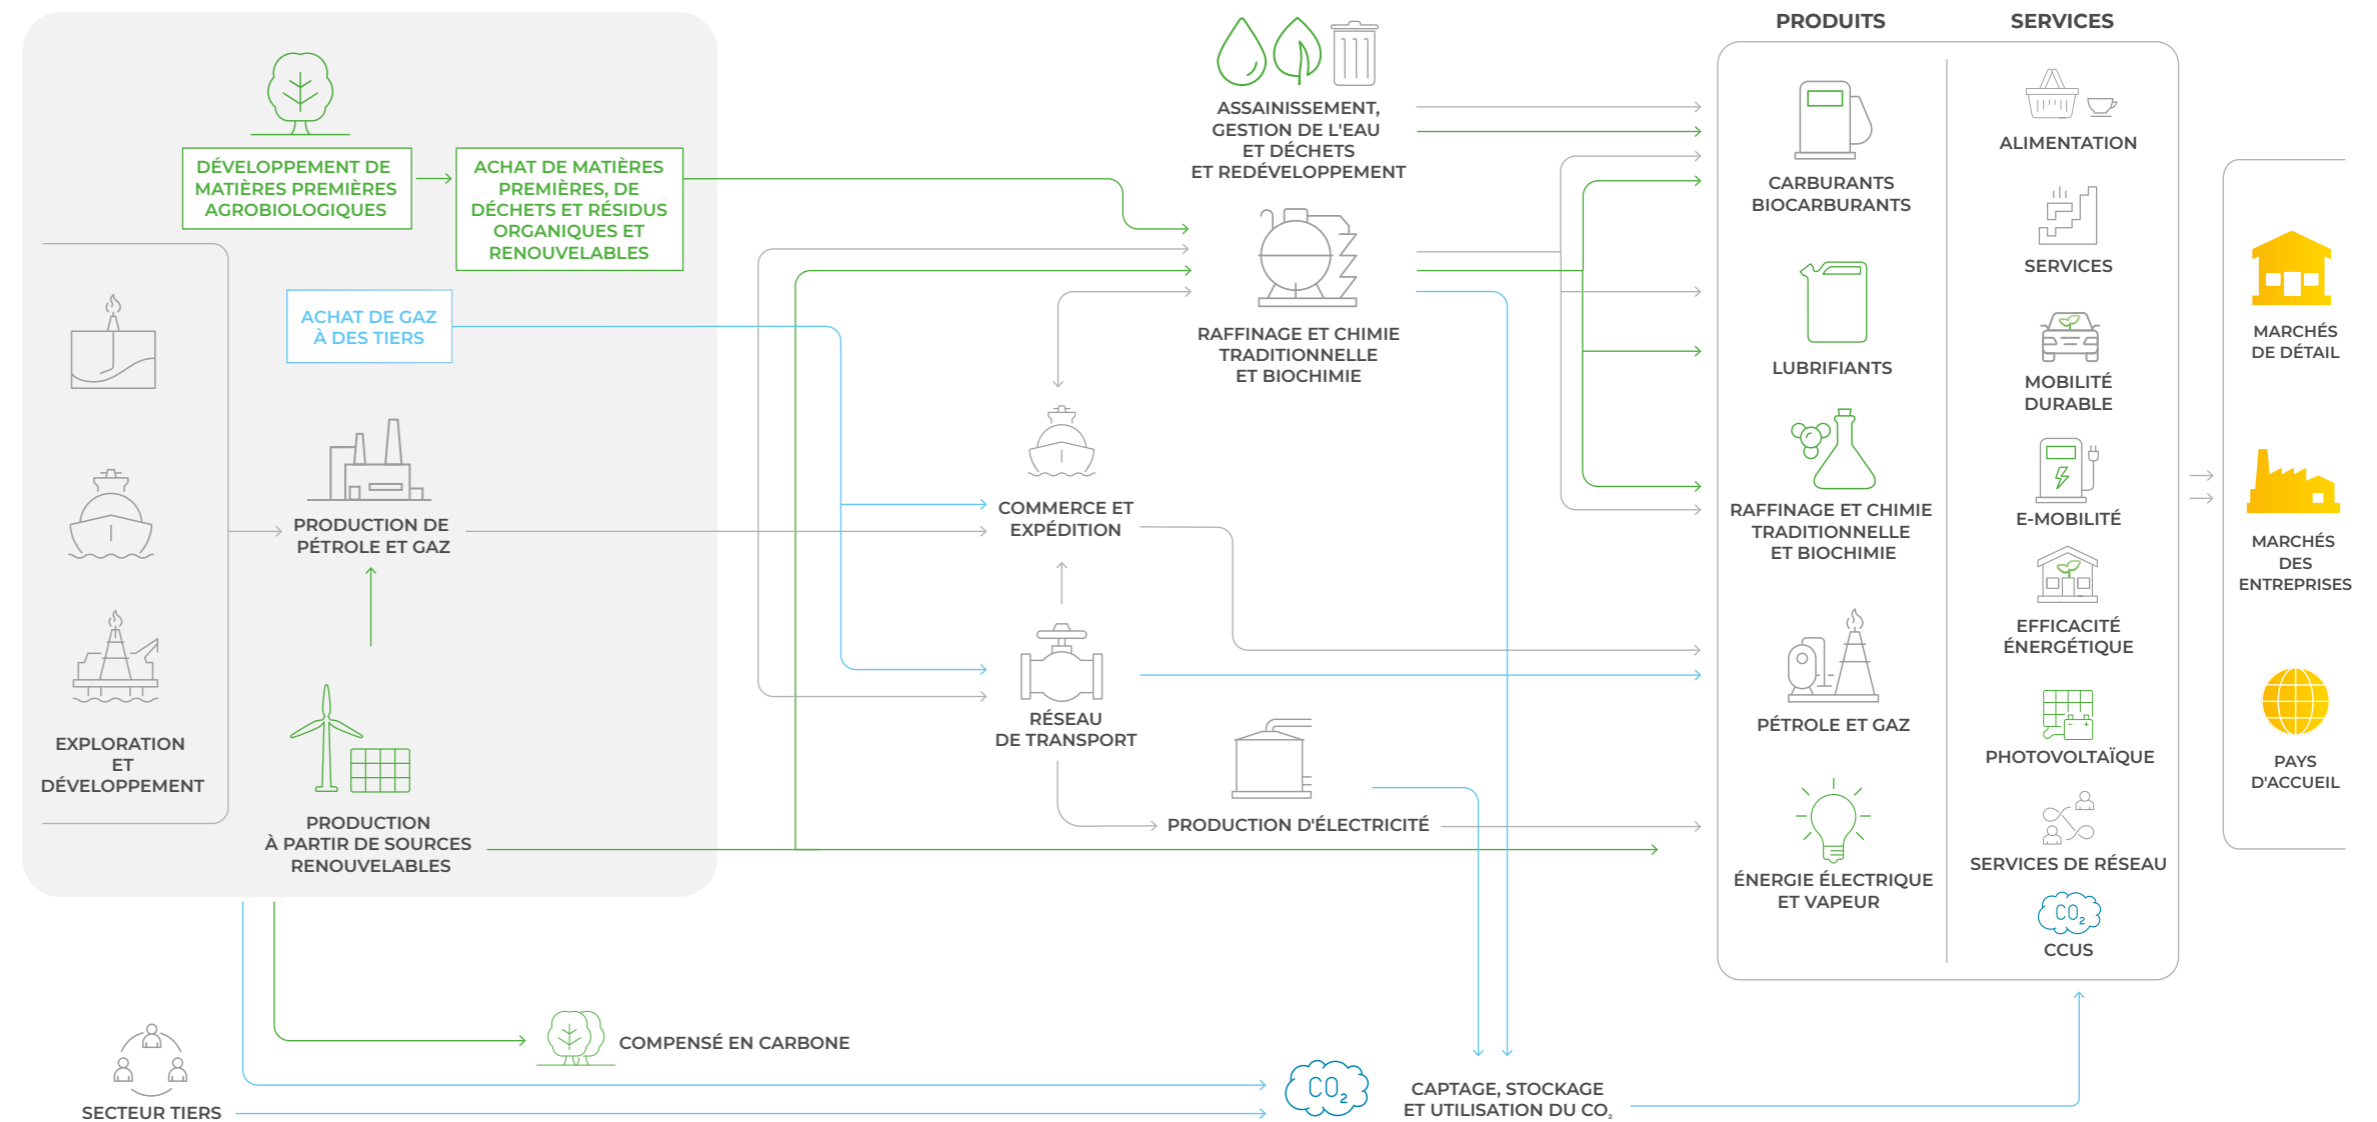 DÉVELOPPEMENT DE
MATIÈRES PREMIÈRES
AGROBIOLOGIQUES
ACHAT DE MATIÈRES
PREMIÈRES, DE
DÉCHETS ET RÉSIDUS
ORGANIQUES ET
RENOUVELABLES
ACHAT DE GAZ
À DES TIERS
EXPLORATION
ET
DÉVELOPPEMENT
PRODUCTION DE
PÉTROLE ET GAZ
PRODUCTION
À PARTIR DE SOURCES
RENOUVELABLES
ASSAINISSEMENT,
GESTION DE L'EAU
ET DÉCHETS
ET REDÉVELOPPEMENT
RAFFINAGE ET CHIMIE
TRADITIONNELLE
ET BIOCHIMIE
COMMERCE ET
EXPÉDITION
RÉSEAU
DE TRANSPORT
PRODUCTION D'ÉLECTRICITÉ
PRODUITS
CARBURANTS
BIOCARBURANTS
LUBRIFIANTS
RAFFINAGE ET CHIMIE
TRADITIONNELLE
ET BIOCHIMIE
PÉTROLE ET GAZ
ÉNERGIE ÉLECTRIQUE
ET VAPEUR
SERVICES
ALIMENTATION
SERVICES
MOBILITÉ
DURABLE
E-MOBILITÉ
EFFICACITÉ
ÉNERGÉTIQUE
PHOTOVOLTAÏQUE
SERVICES DE RÉSEAU
CO₂
CCUS
MARCHÉS
DE DÉTAIL
MARCHÉS
DES
ENTREPRISES
PAYS
D'ACCUEIL
COMPENSÉ EN CARBONE
SECTEUR TIERS
CO₂
CAPTAGE, STOCKAGE
ET UTILISATION DU CO₂